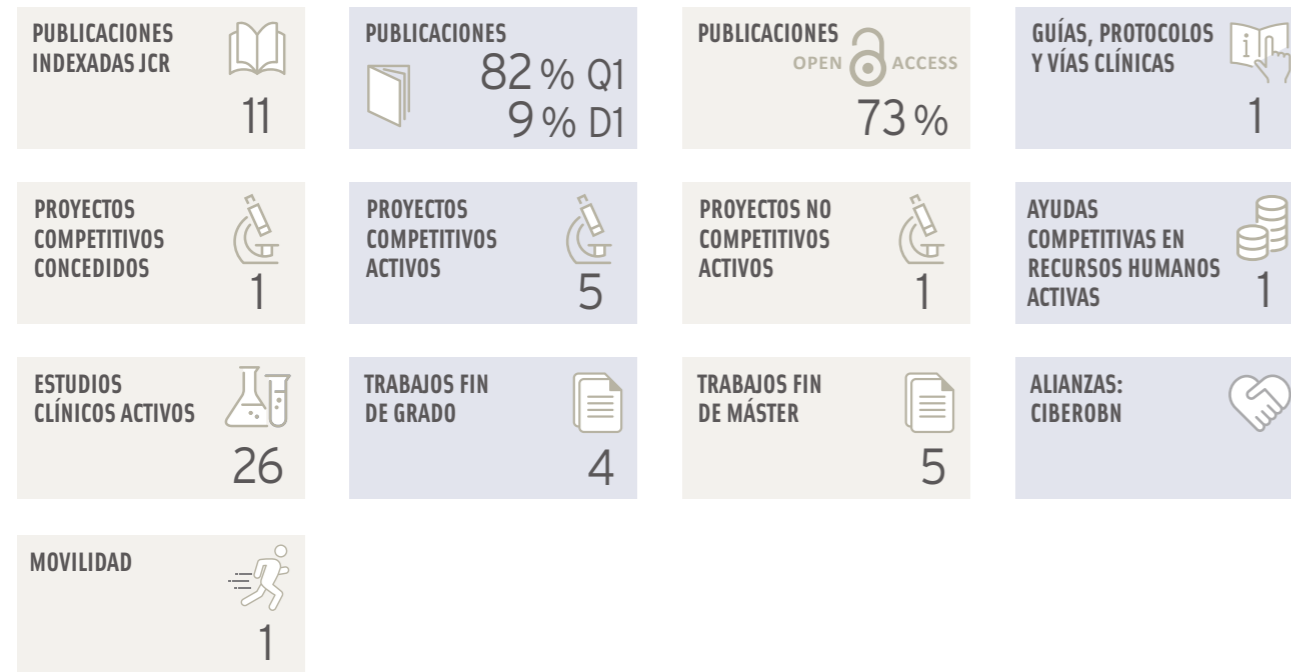 PUBLICACIONES
INDEXADAS JCR
11
PUBLICACIONES
82 % Q1
9 % D1
PUBLICACIONES
OPEN ACCESS
73 %
GUÍAS, PROTOCOLOS
Y VÍAS CLÍNICAS
i
1
PROYECTOS
COMPETITIVOS
CONCEDIDOS
1
PROYECTOS
COMPETITIVOS
ACTIVOS
5
PROYECTOS NO
COMPETITIVOS
ACTIVOS
1
AYUDAS
COMPETITIVAS EN
RECURSOS HUMANOS
ACTIVAS
1
ESTUDIOS
CLÍNICOS ACTIVOS
26
TRABAJOS FIN
DE GRADO
4
TRABAJOS FIN
DE MÁSTER
5
ALIANZAS:
CIBEROBN
MOVILIDAD
1